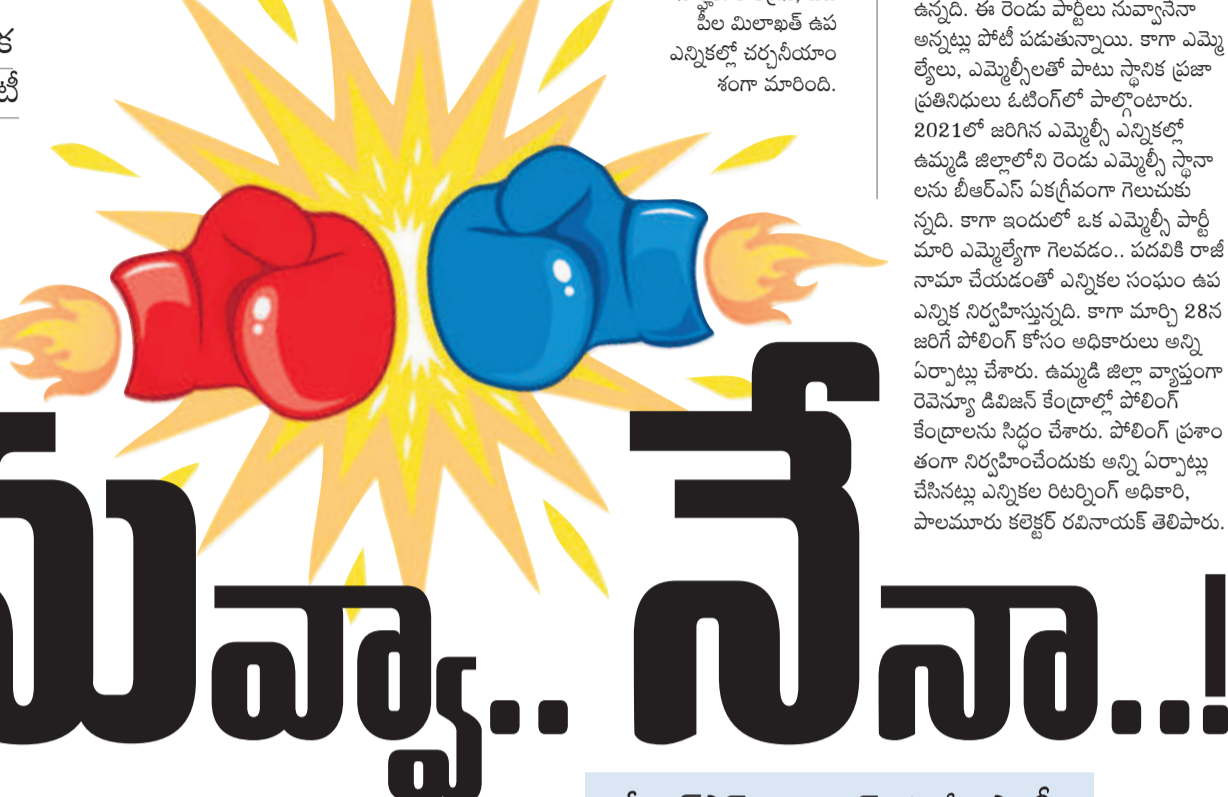 క
టీ
పీల మిలాఖత్ ఉప
ఎన్నికల్లో చర్చనీయాం
శంగా మారింది.
ఉన్నది. ఈ రెండు పార్టీలు నువ్వానేనా
అన్నట్లు పోటీ పడుతున్నాయి. కాగా ఎమ్మె
ల్యేలు, ఎమ్మెల్సీలతో పాటు స్థానిక ప్రజా
ప్రతినిధులు ఓటింగ్‌లో పాల్గొంటారు.
2021లో జరిగిన ఎమ్మెల్సీ ఎన్నికల్లో
ఉమ్మడి జిల్లాలోని రెండు ఎమ్మెల్సీ స్థానా
లను బీఆర్ఎస్ ఏకగ్రీవంగా గెలుచుకు
న్నది. కాగా ఇందులో ఒక ఎమ్మెల్సీ పార్టీ
మారి ఎమ్మెల్యేగా గెలవడం.. పదవికి రాజీ
నామా చేయడంతో ఎన్నికల సంఘం ఉప
ఎన్నిక నిర్వహిస్తున్నది. కాగా మార్చి 28న
జరిగే పోలింగ్ కోసం అధికారులు అన్ని
ఏర్పాట్లు చేశారు. ఉమ్మడి జిల్లా వ్యాప్తంగా
రెవెన్యూ డివిజన్ కేంద్రాల్లో పోలింగ్
కేంద్రాలను సిద్ధం చేశారు. పోలింగ్ ప్రశాం
తంగా నిర్వహించేందుకు అన్ని ఏర్పాట్లు
చేసినట్లు ఎన్నికల రిటర్నింగ్ అధికారి,
పాలమూరు కలెక్టర్ రవినాయక్ తెలిపారు.
నువ్వా.. నేనా..!